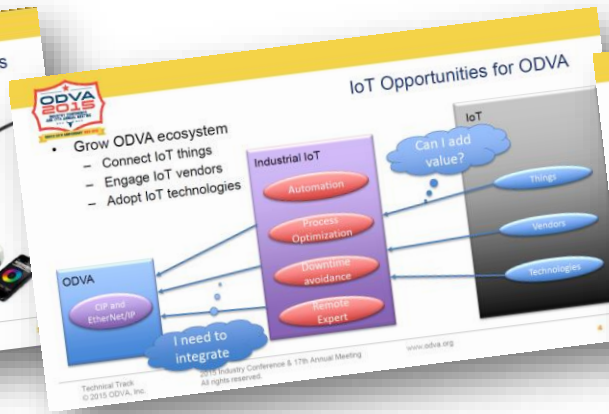 s
ODVA
2015
IoT Opportunities for ODVA
• Grow ODVA ecosystem
– Connect IoT things
– Engage IoT vendors
– Adopt IoT technologies
Industrial IoT
Automation
Process
Optimization
Downtime
avoidance
Remote
Expert
Can I add
value?
IoT
Things
Vendors
Technologies
ODVA
CIP and
EtherNet/IP
I need to
integrate
Technical Track
© 2015 ODVA, Inc.
2015 Industry Conference & 17th Annual Meeting
All rights reserved.
www.odva.org
4